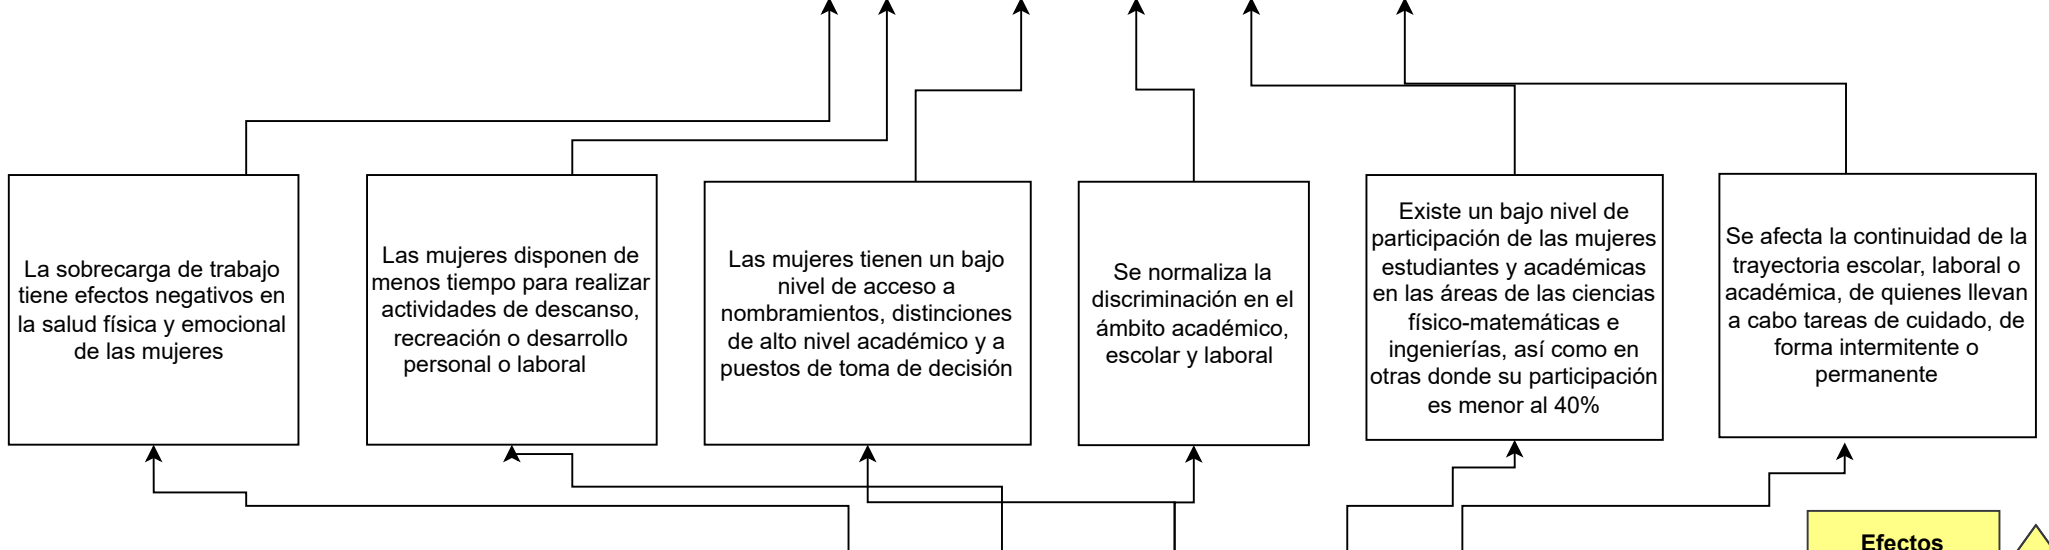 La sobrecarga de trabajo
tiene efectos negativos en
la salud física y emocional
de las mujeres
Las mujeres disponen de
menos tiempo para realizar
actividades de descanso,
recreación o desarrollo
personal o laboral
Las mujeres tienen un bajo
nivel de acceso a
nombramientos, distinciones
de alto nivel académico y a
puestos de toma de decisión
Se normaliza la
discriminación en el
ámbito académico,
escolar y laboral
Existe un bajo nivel de
participación de las mujeres
estudiantes y académicas
en las áreas de las ciencias
físico-matemáticas e
ingenierías, así como en
otras donde su participación
es menor al 40%
Se afecta la continuidad de la
trayectoria escolar, laboral o
académica, de quienes llevan
a cabo tareas de cuidado, de
forma intermitente o
permanente
Efectos